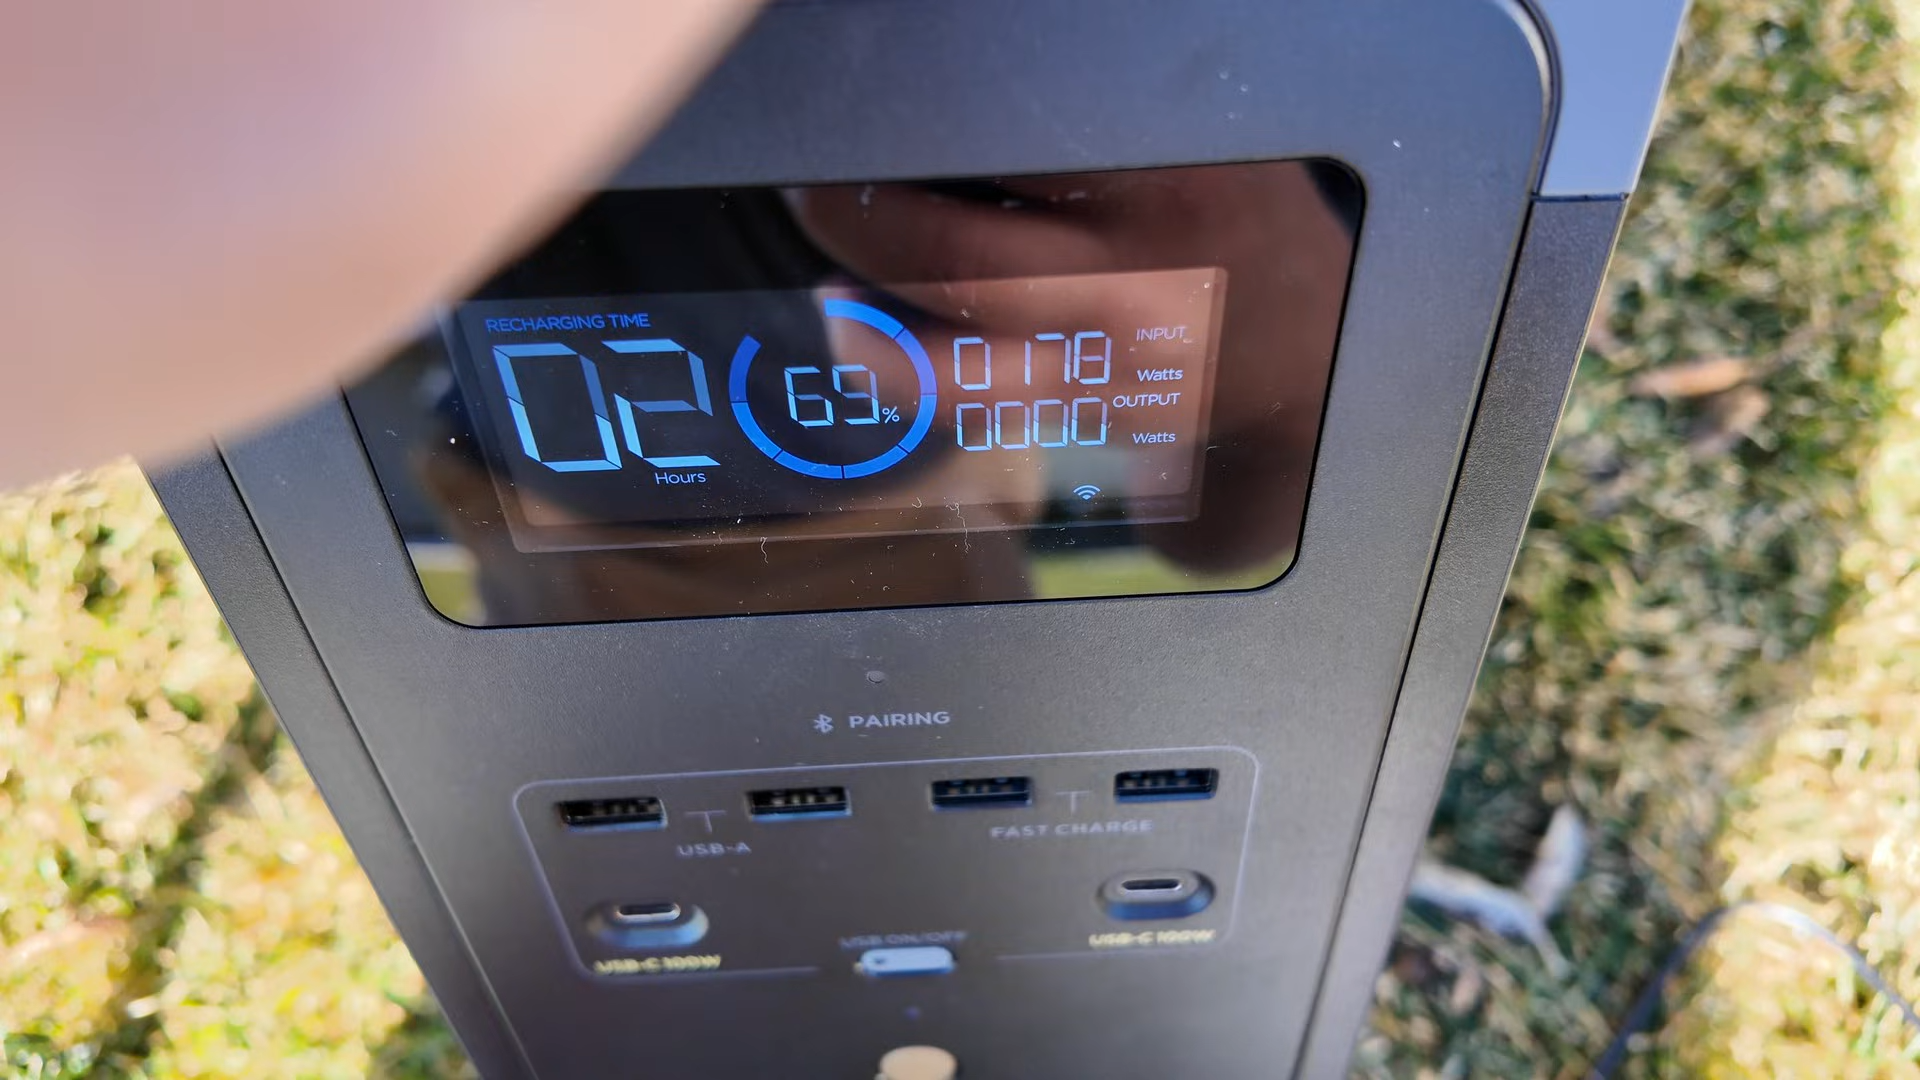 RECHARGING TIME
02
Hours
69%
0178 INPUT Watts
0000 OUTPUT Watts
PAIRING
USB-A
FAST CHARGE
USB-C 100W
USB ON/OFF
USB-C 100W